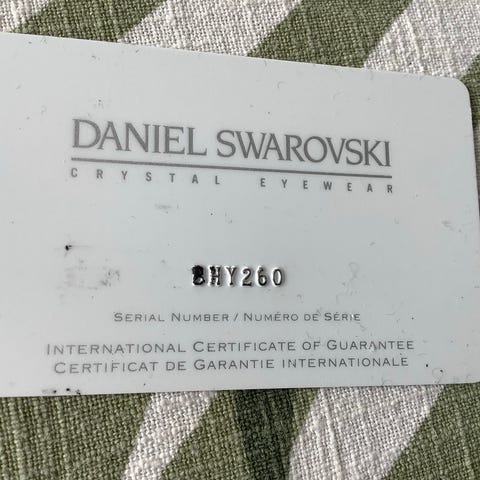 DANIEL SWAROVSKI
CRYSTAL EYEWEAR
BHY260
SERIAL NUMBER / NUMÉRO DE SÉRIE
INTERNATIONAL CERTIFICATE OF GUARANTEE
CERTIFICAT DE GARANTIE INTERNATIONALE